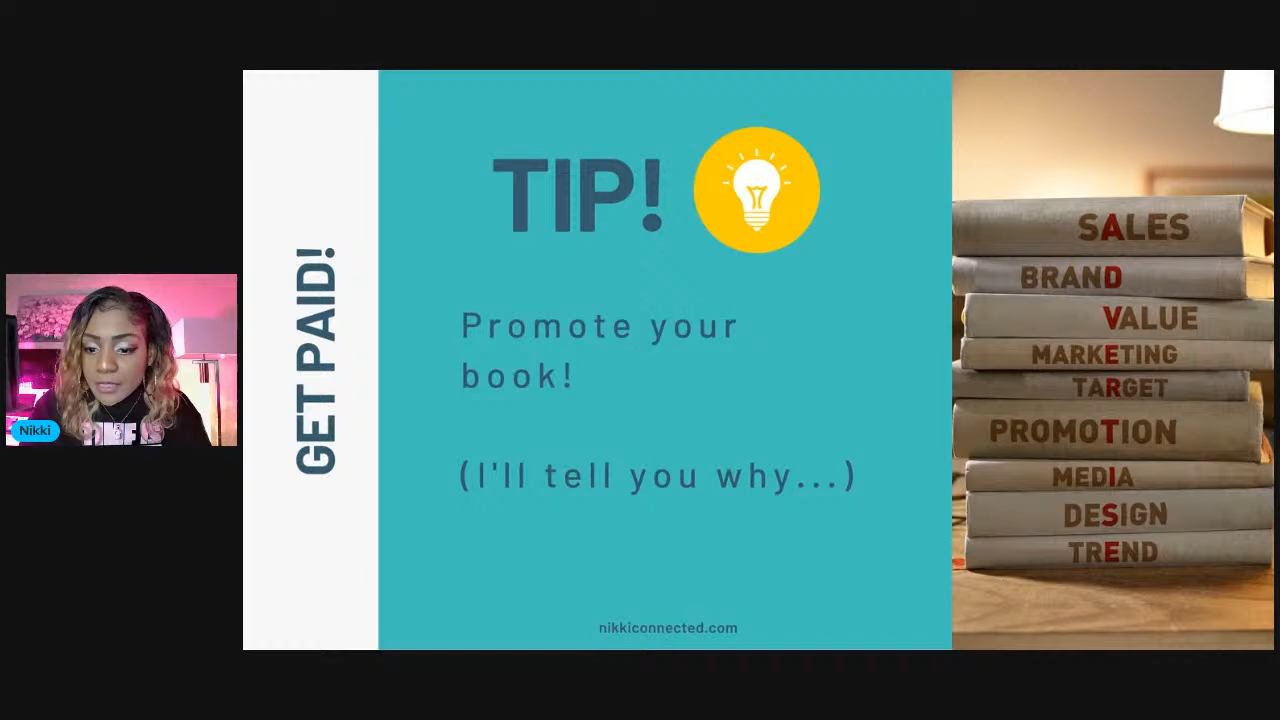 Nikki
GET PAID!
TIP!
Promote your
book!
(I'll tell you why...)
nikkiconnected.com
SALES
BRAND
VALUE
MARKETING
TARGET
PROMOTION
MEDIA
DESIGN
TREND